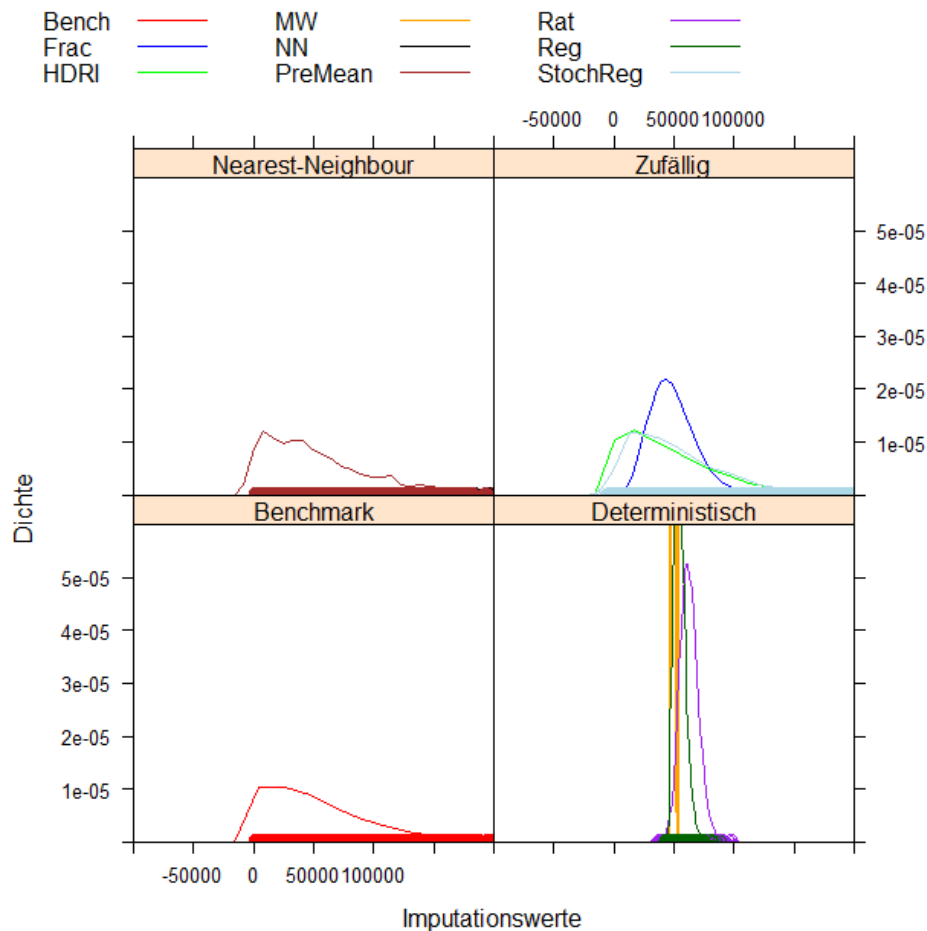 Bench MW Rat
Frac NN Reg
HDRI PreMean StochReg
-50000 0 50000 100000
Nearest-Neighbour Zufällig
5e-05
4e-05
3e-05
2e-05
1e-05
Dichte
Benchmark Deterministisch
5e-05
4e-05
3e-05
2e-05
1e-05
-50000 0 50000 100000
Imputationswerte